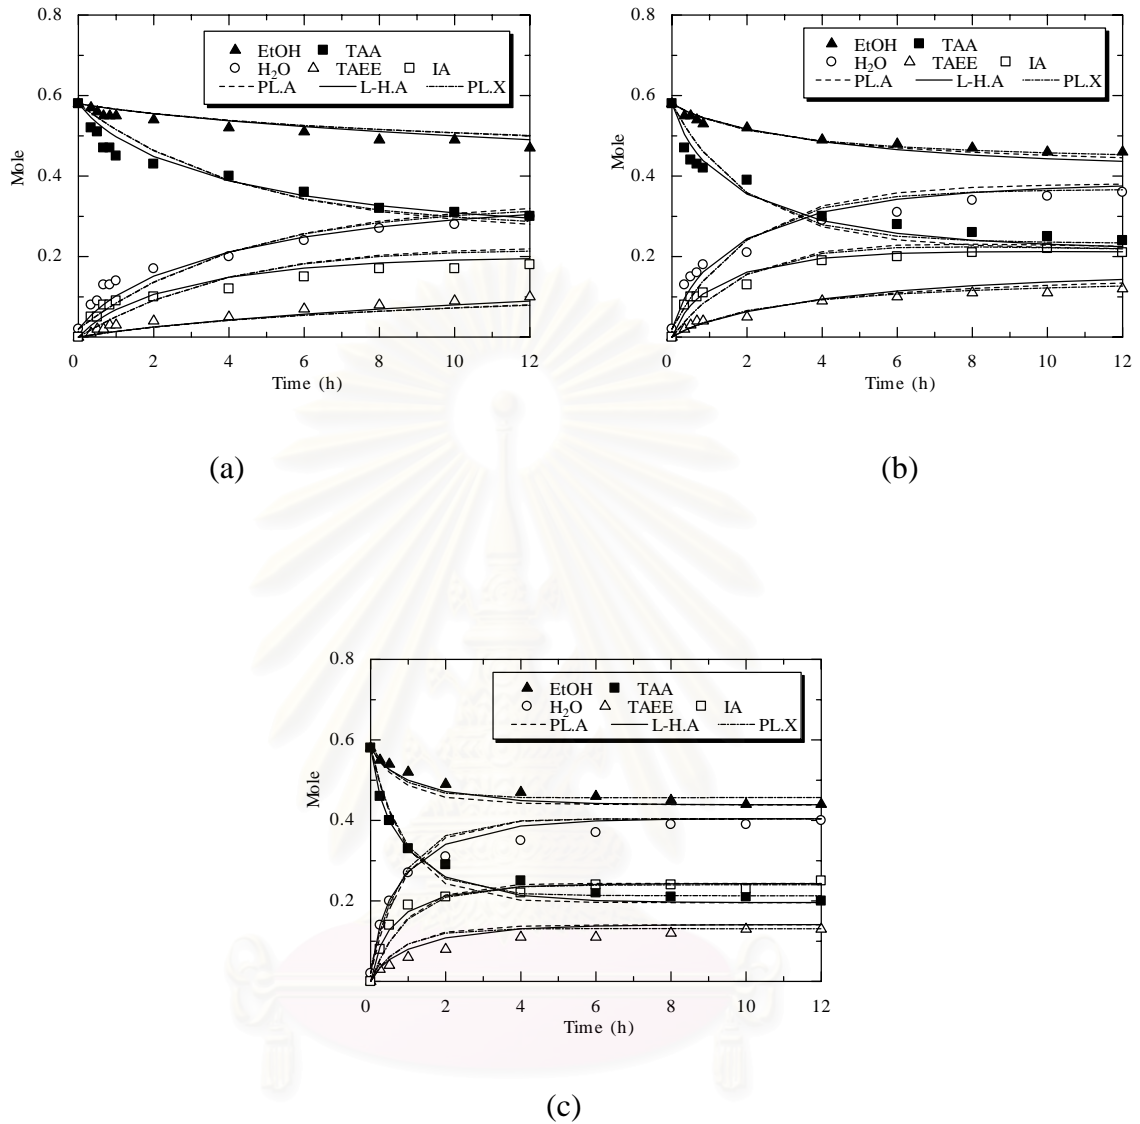 0.8
EtOH TAA
H₂O TAEE IA
PL.A L-H.A PL.X
0.6
0.4
0.2
Mole
0 2 4 6 8 10 12
Time (h)
(a)
0.8
EtOH TAA
H₂O TAEE IA
PL.A L-H.A PL.X
0.6
0.4
0.2
Mole
0 2 4 6 8 10 12
Time (h)
(b)
0.8
EtOH TAA
H₂O TAEE IA
PL.A L-H.A PL.X
0.6
0.4
0.2
Mole
0 2 4 6 8 10 12
Time (h)
(c)